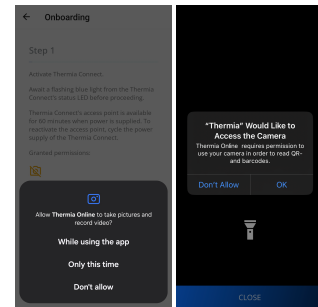 Onboarding
Step 1
Activate Thermia Connect.
Await a flashing blue light from the Thermia
Connect's status LED before proceeding.
Thermia Connect's access point is available
for 60 minutes when power is supplied. To
reactivate the access point, cycle the power
supply of the Thermia Connect.
Granted permissions:
Allow Thermia Online to take pictures and
record video?
While using the app
Only this time
Don't allow
"Thermia" Would Like to
Access the Camera
Thermia Online requires permission to
use your camera in order to read QR-
and barcodes.
Don't Allow
OK
CLOSE